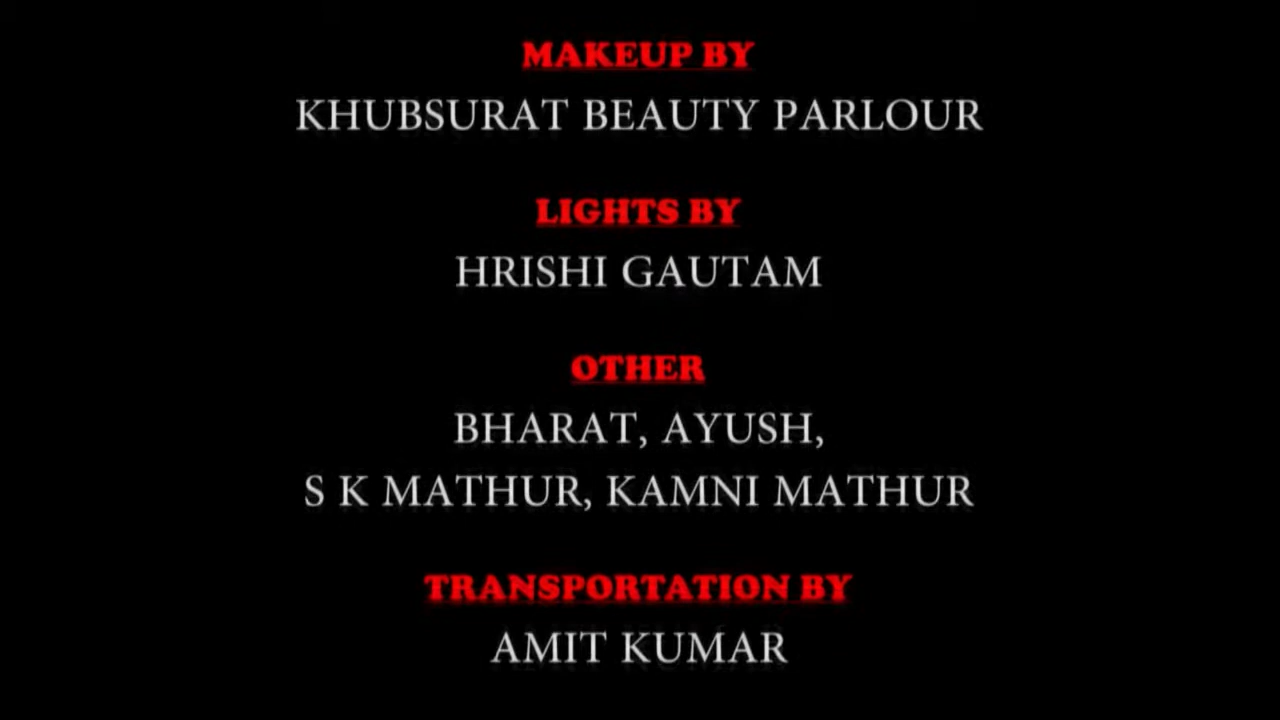 MAKEUP BY
KHUBSURAT BEAUTY PARLOUR
LIGHTS BY
HRISHI GAUTAM
OTHER
BHARAT, AYUSH,
S K MATHUR, KAMNI MATHUR
TRANSPORTATION BY
AMIT KUMAR